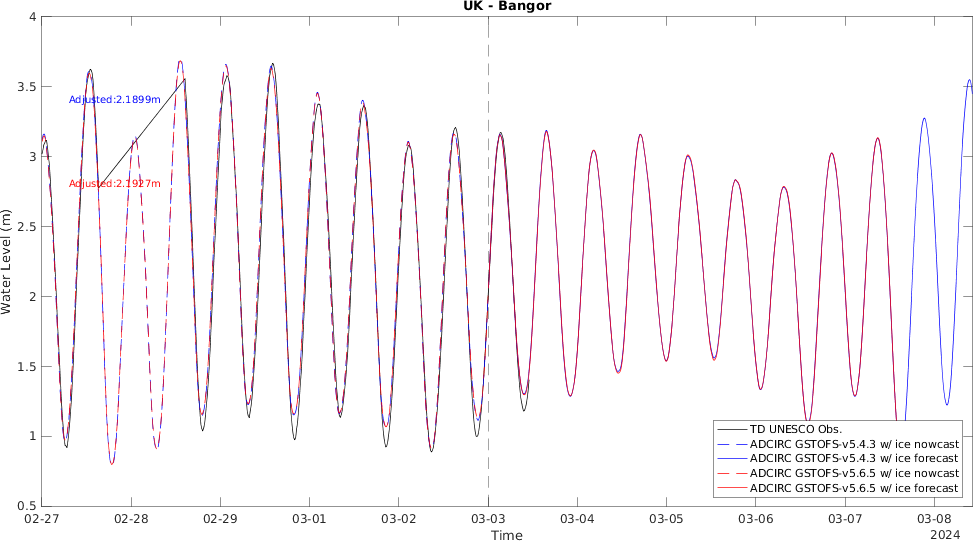 UK - Bangor
4
3.5
3
2.5
2
1.5
1
0.5
Water Level (m)
Adjusted:2.1899m
Adjusted:2.1927m
TD UNESCO Obs.
ADCIRC GSTOFS-v5.4.3 w/ ice nowcast
ADCIRC GSTOFS-v5.4.3 w/ ice forecast
ADCIRC GSTOFS-v5.6.5 w/ ice nowcast
ADCIRC GSTOFS-v5.6.5 w/ ice forecast
02-27 02-28 02-29 03-01 03-02 03-03 03-04 03-05 03-06 03-07 03-08
Time
2024